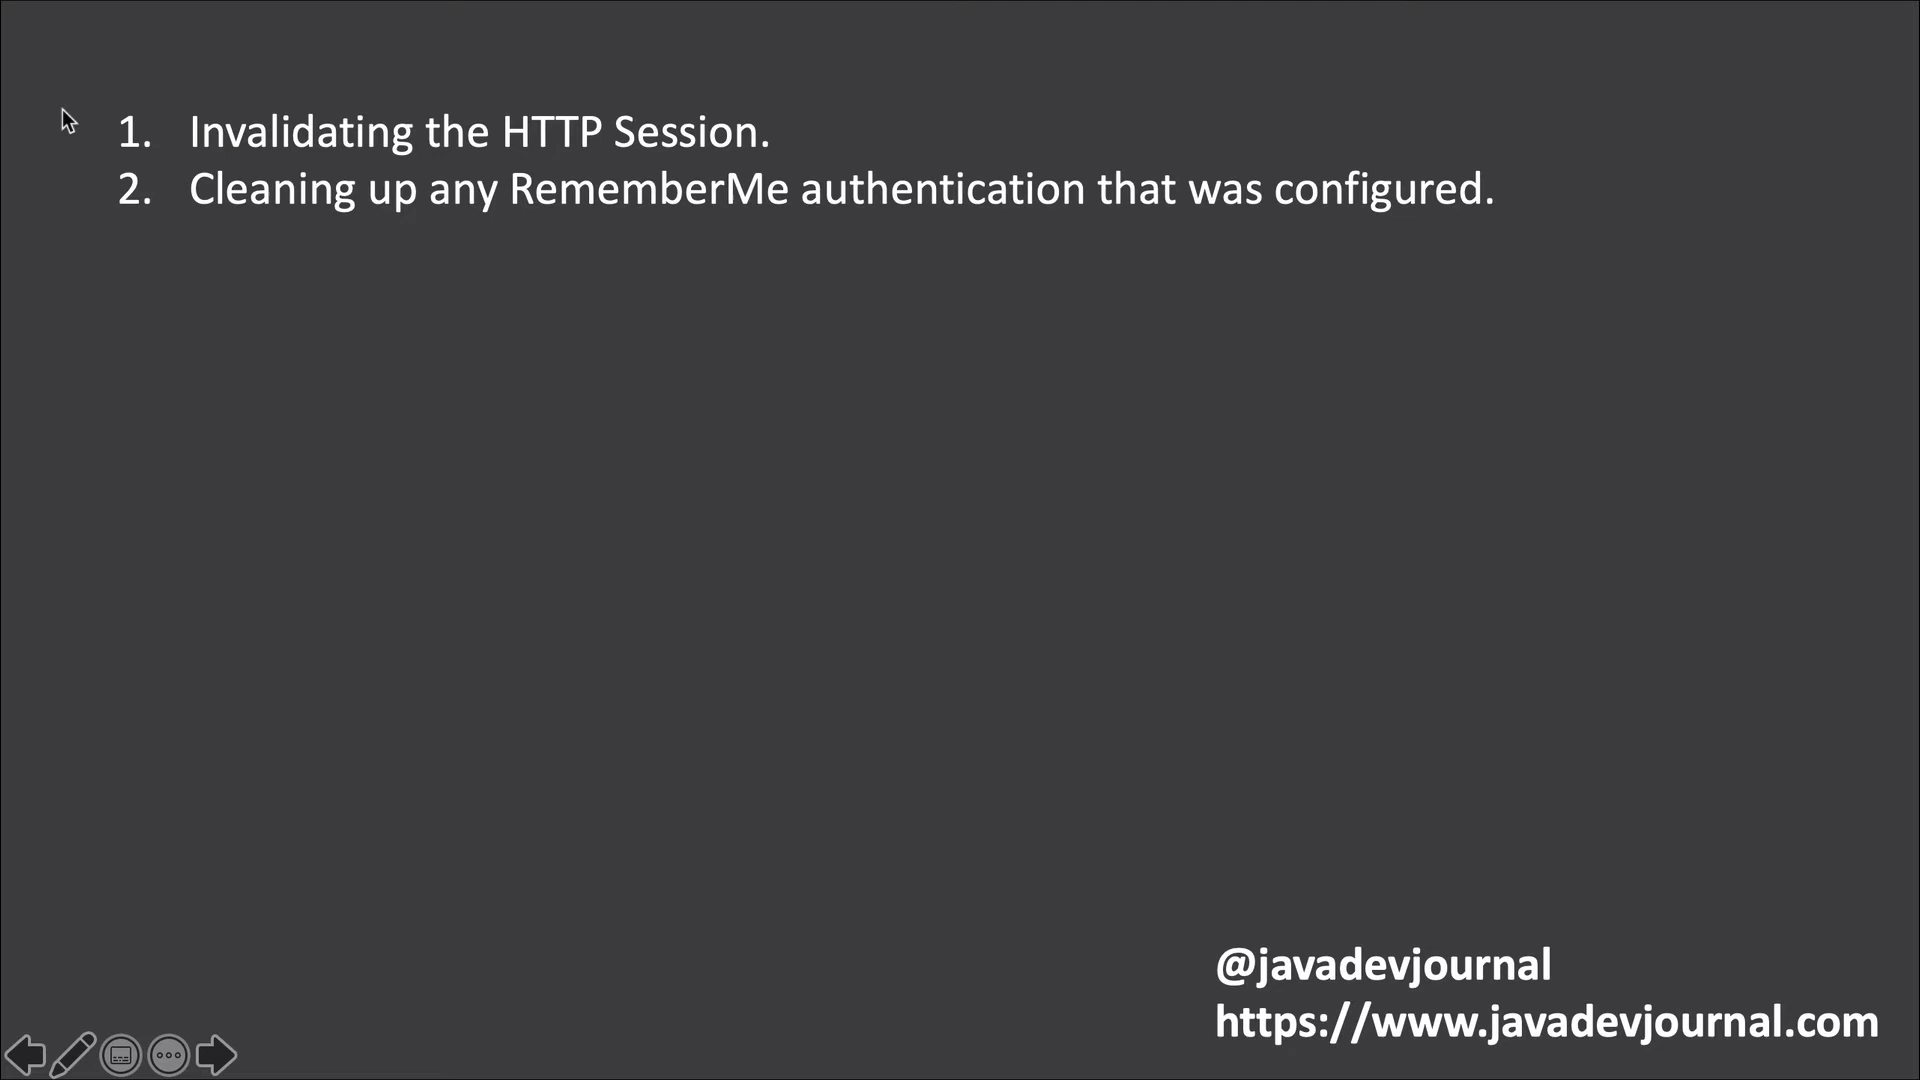 1. Invalidating the HTTP Session.
2. Cleaning up any RememberMe authentication that was configured.
@javadevjournal
https://www.javadevjournal.com